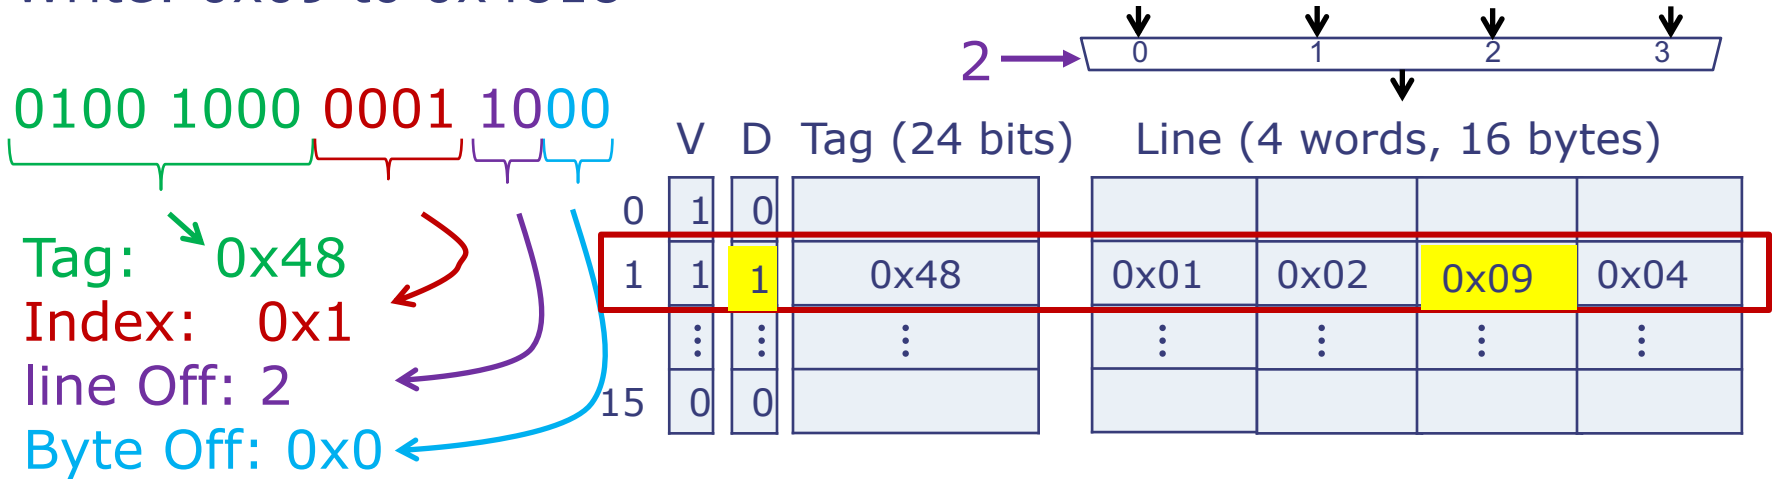 Write: 0x09 to 0x4818
0 1 2 3
2
0100 1000 0001 1000
V D Tag (24 bits) Line (4 words, 16 bytes)
0 1 0
Tag: 0x48
1 1 1 0x48 0x01 0x02 0x09 0x04
Index: 0x1
⋮ ⋮ ⋮ ⋮ ⋮ ⋮ ⋮
line Off: 2
15 0 0
Byte Off: 0x0